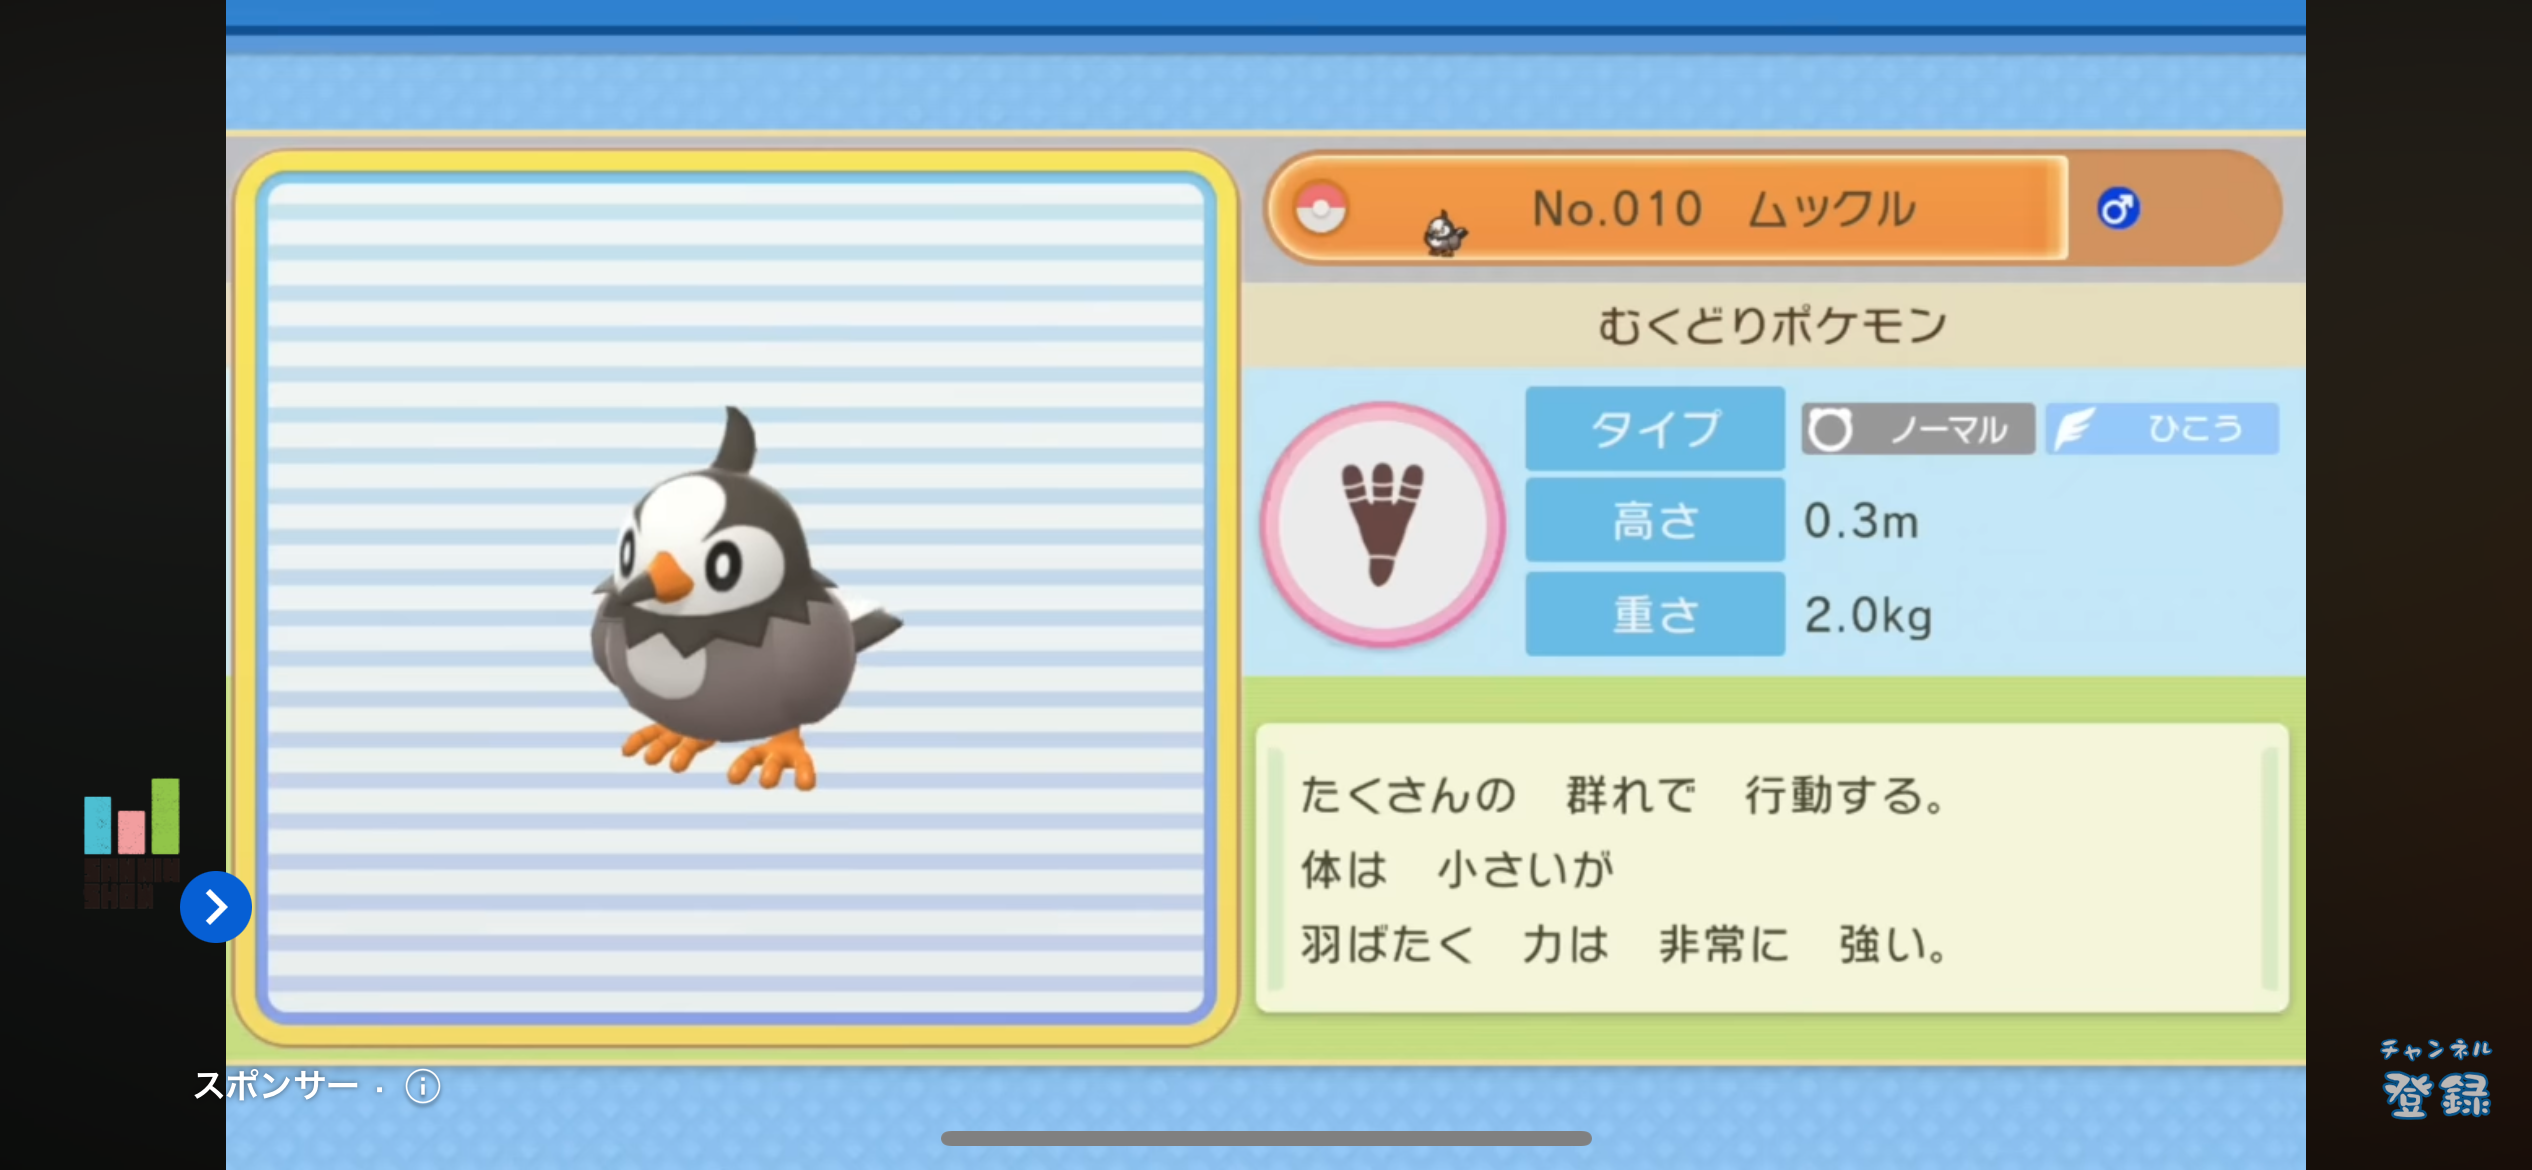 No.010 ムックル ♂
むくどりポケモン
タイプ ノーマル ひこう
高さ 0.3m
重さ 2.0kg
たくさんの 群れで 行動する。
体は 小さいが
羽ばたく 力は 非常に 強い。
スポンサー · ⓘ
チャンネル
登録